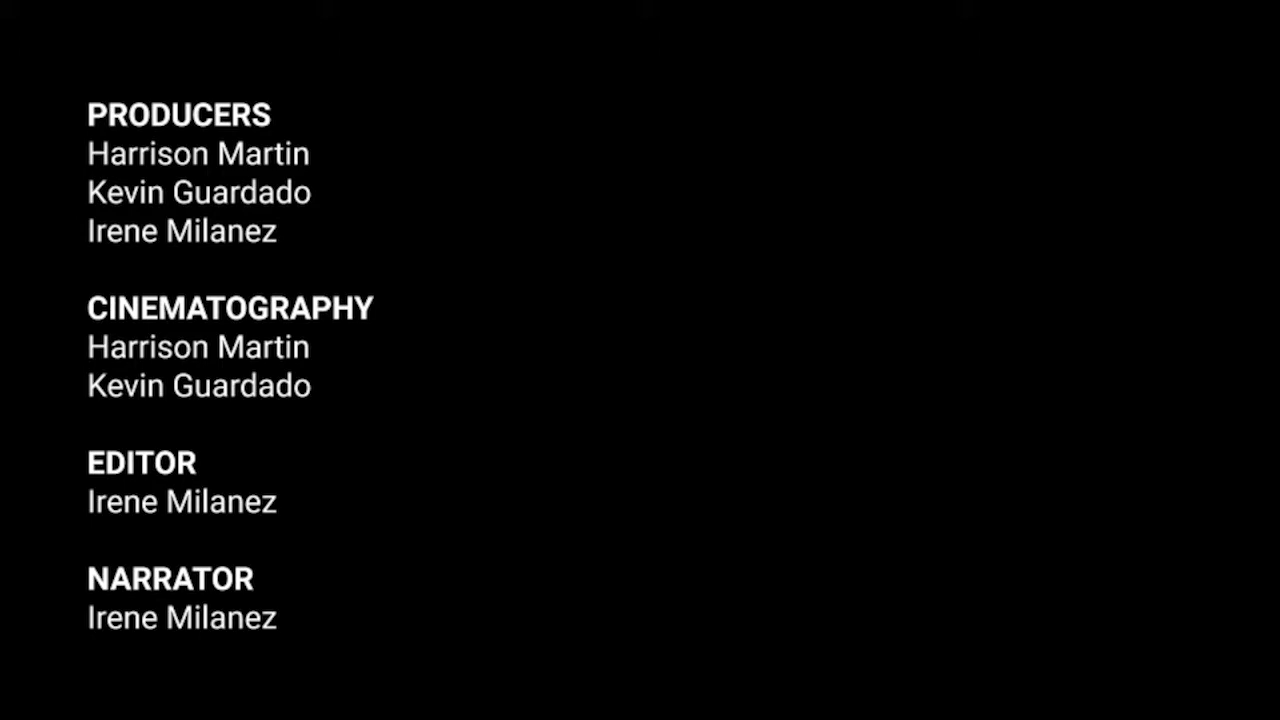 PRODUCERS
Harrison Martin
Kevin Guardado
Irene Milanez
CINEMATOGRAPHY
Harrison Martin
Kevin Guardado
EDITOR
Irene Milanez
NARRATOR
Irene Milanez